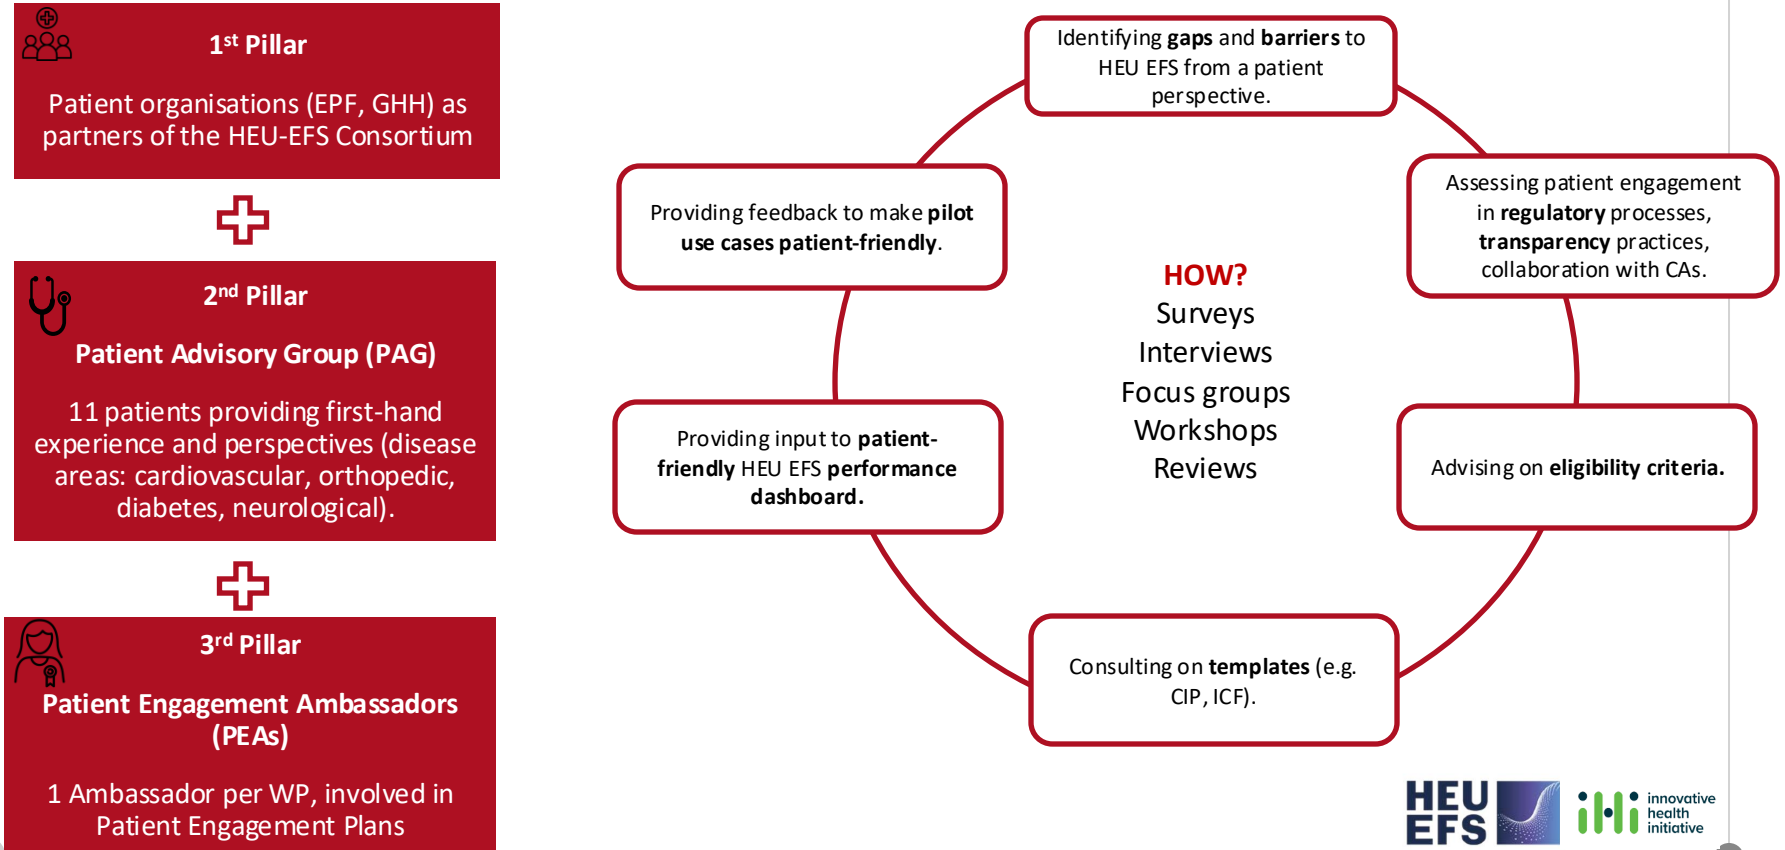 1st Pillar
Patient organisations (EPF, GHH) as
partners of the HEU-EFS Consortium
2nd Pillar
Patient Advisory Group (PAG)
11 patients providing first-hand
experience and perspectives (disease
areas: cardiovascular, orthopedic,
diabetes, neurological).
3rd Pillar
Patient Engagement Ambassadors
(PEAs)
1 Ambassador per WP, involved in
Patient Engagement Plans
Identifying gaps and barriers to
HEU EFS from a patient
perspective.
Assessing patient engagement
in regulatory processes,
transparency practices,
collaboration with CAs.
Advising on eligibility criteria.
Consulting on templates (e.g.
CIP, ICF).
Providing input to patient-
friendly HEU EFS performance
dashboard.
Providing feedback to make pilot
use cases patient-friendly.
HOW?
Surveys
Interviews
Focus groups
Workshops
Reviews
HEU
EFS
iHi
innovative
health
initiative